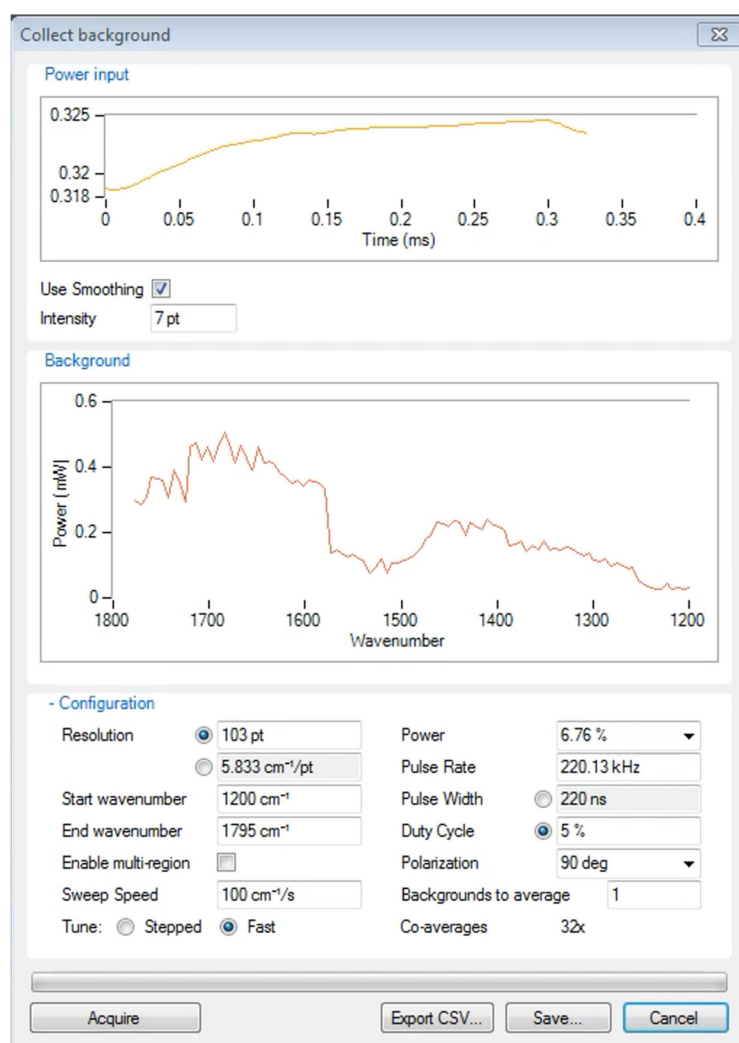 Collect background
Power input
0.325
0.32
0.318
0 0.05 0.1 0.15 0.2 0.25 0.3 0.35 0.4
Time (ms)
Use Smoothing
Intensity 7 pt
Background
0.6
0.4
0.2
0
Power (mW)
1800 1700 1600 1500 1400 1300 1200
Wavenumber
- Configuration
Resolution 103 pt Power 6.76 %
5.833 cm⁻¹/pt Pulse Rate 220.13 kHz
Start wavenumber 1200 cm⁻¹ Pulse Width 220 ns
End wavenumber 1795 cm⁻¹ Duty Cycle 5 %
Enable multi-region Polarization 90 deg
Sweep Speed 100 cm⁻¹/s Backgrounds to average 1
Tune: Stepped Fast Co-averages 32x
Acquire Export CSV... Save... Cancel